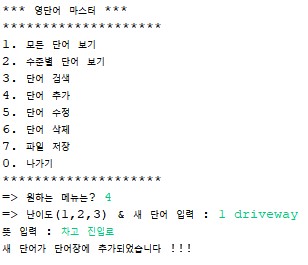 *** 영단어 마스터 ***
********************
1. 모든 단어 보기
2. 수준별 단어 보기
3. 단어 검색
4. 단어 추가
5. 단어 수정
6. 단어 삭제
7. 파일 저장
0. 나가기
********************
=> 원하는 메뉴는? 4
=> 난이도(1,2,3) & 새 단어 입력 : 1 driveway
뜻 입력 : 차고 진입로
새 단어가 단어장에 추가되었습니다 !!!